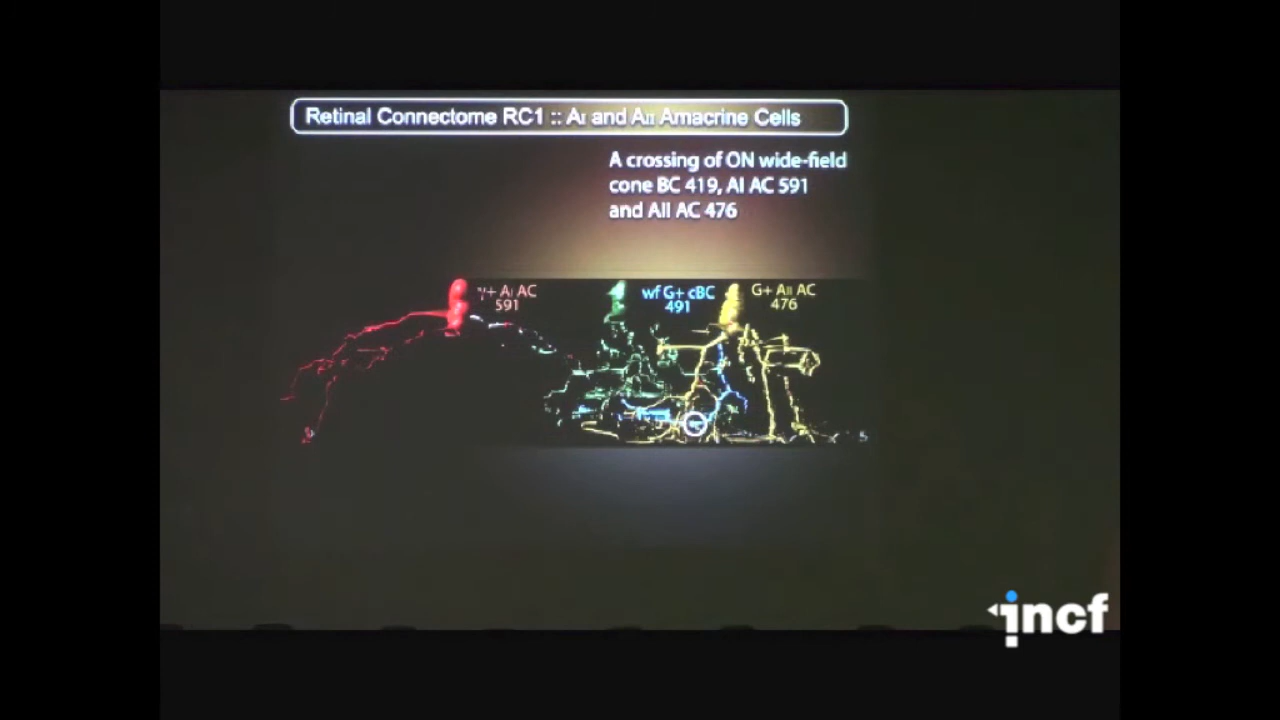 Retinal Connectome RC1 :: AI and AII Amacrine Cells
A crossing of ON wide-field
cone BC 419, AI AC 591
and AII AC 476
γ+ AI AC
591
wf G+ cBC
491
G+ AII AC
476
incf